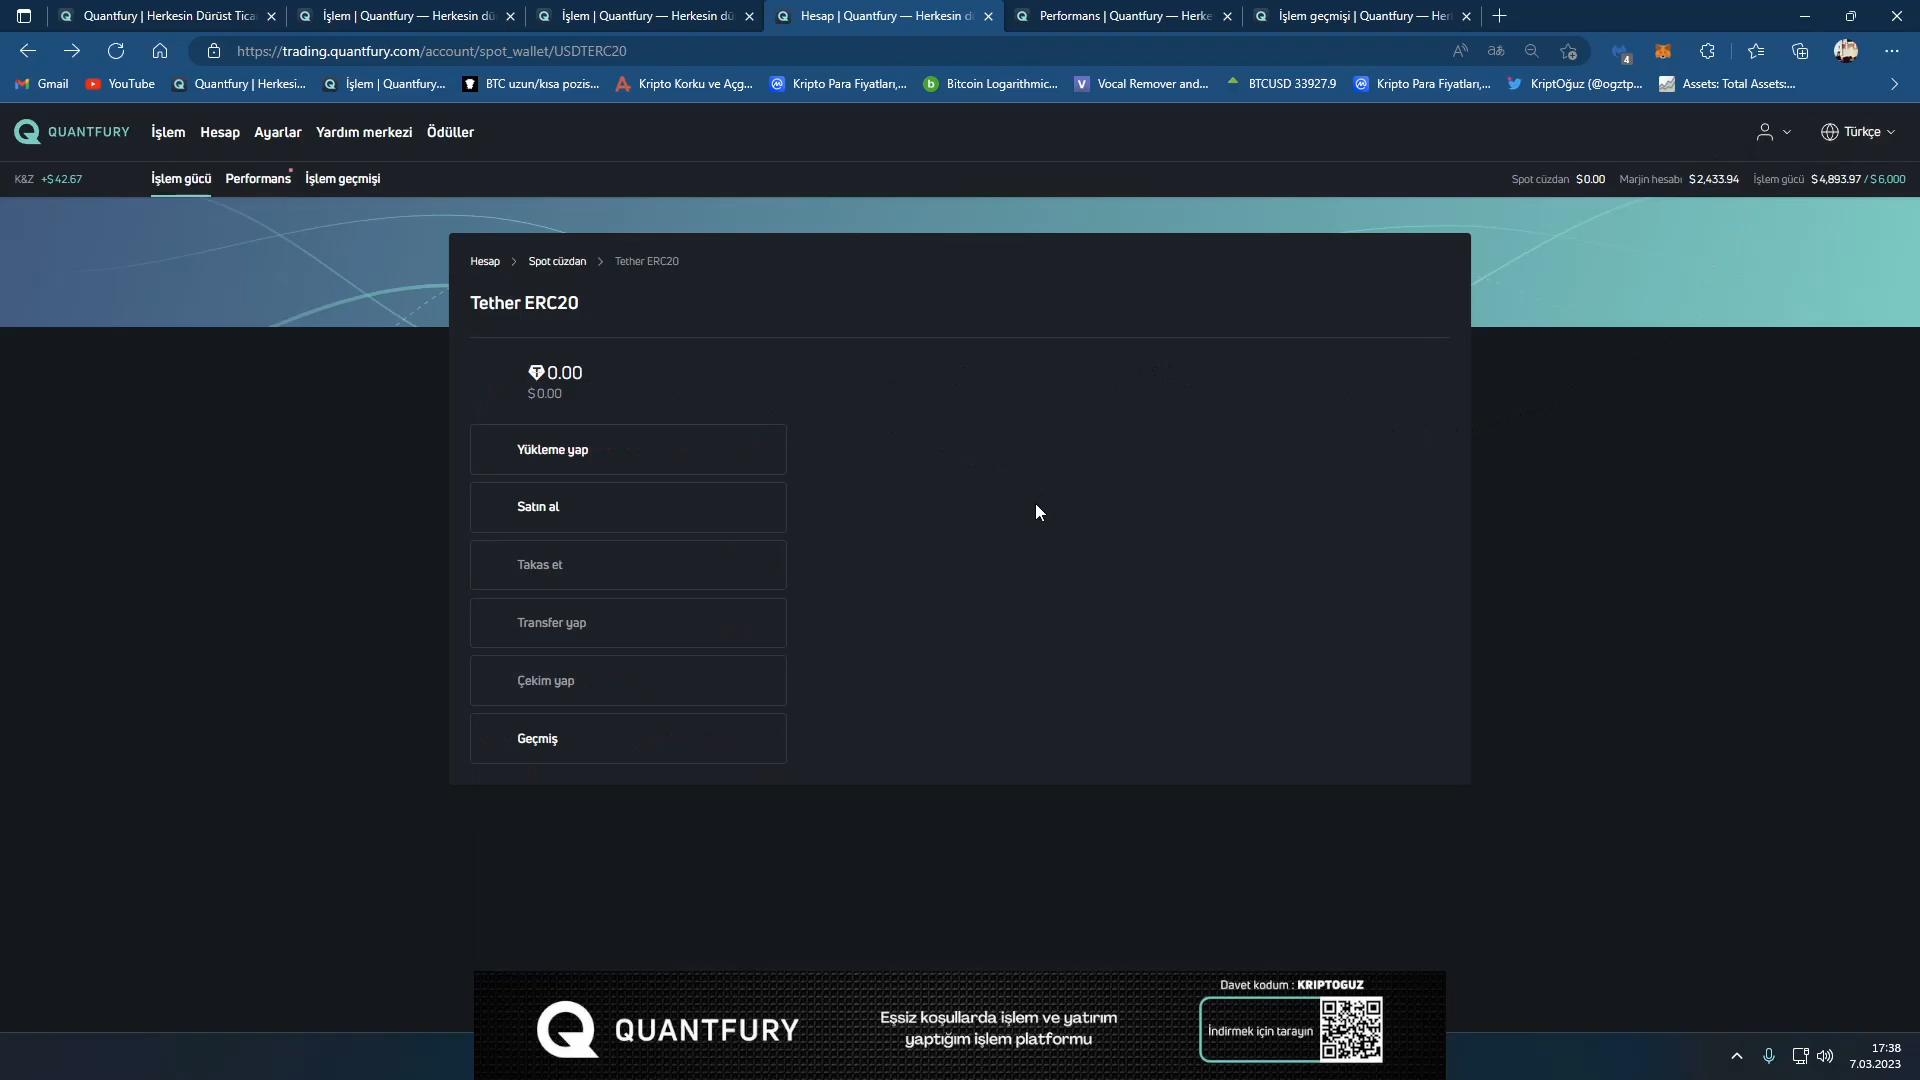 Quantfury | Herkesin Dürüst Tica
İşlem | Quantfury — Herkesin dü
İşlem | Quantfury — Herkesin dü
Hesap | Quantfury — Herkesin d
Performans | Quantfury — Herke
İşlem geçmişi | Quantfury — Her
https://trading.quantfury.com/account/spot_wallet/USDTERC20
4
Gmail
YouTube
Quantfury | Herkesi...
İşlem | Quantfury...
BTC uzun/kısa pozis...
Kripto Korku ve Açg...
Kripto Para Fiyatları,...
Bitcoin Logarithmic...
Vocal Remover and...
BTCUSD 33927.9
Kripto Para Fiyatları,...
KriptOğuz (@ogztp...
Assets: Total Assets:...
QUANTFURY
İşlem
Hesap
Ayarlar
Yardım merkezi
Ödüller
Türkçe
K&Z +$42.67
İşlem gücü
Performans
İşlem geçmişi
Spot cüzdan $0.00
Marjin hesabı $2,433.94
İşlem gücü $4,893.97 / $6,000
Hesap > Spot cüzdan > Tether ERC20
Tether ERC20
0.00
$0.00
Yükleme yap
Satın al
Takas et
Transfer yap
Çekim yap
Geçmiş
QUANTFURY
Eşsiz koşullarda işlem ve yatırım
yaptığım işlem platformu
Davet kodum : KRIPTOGUZ
İndirmek için tarayın
17:38
7.03.2023